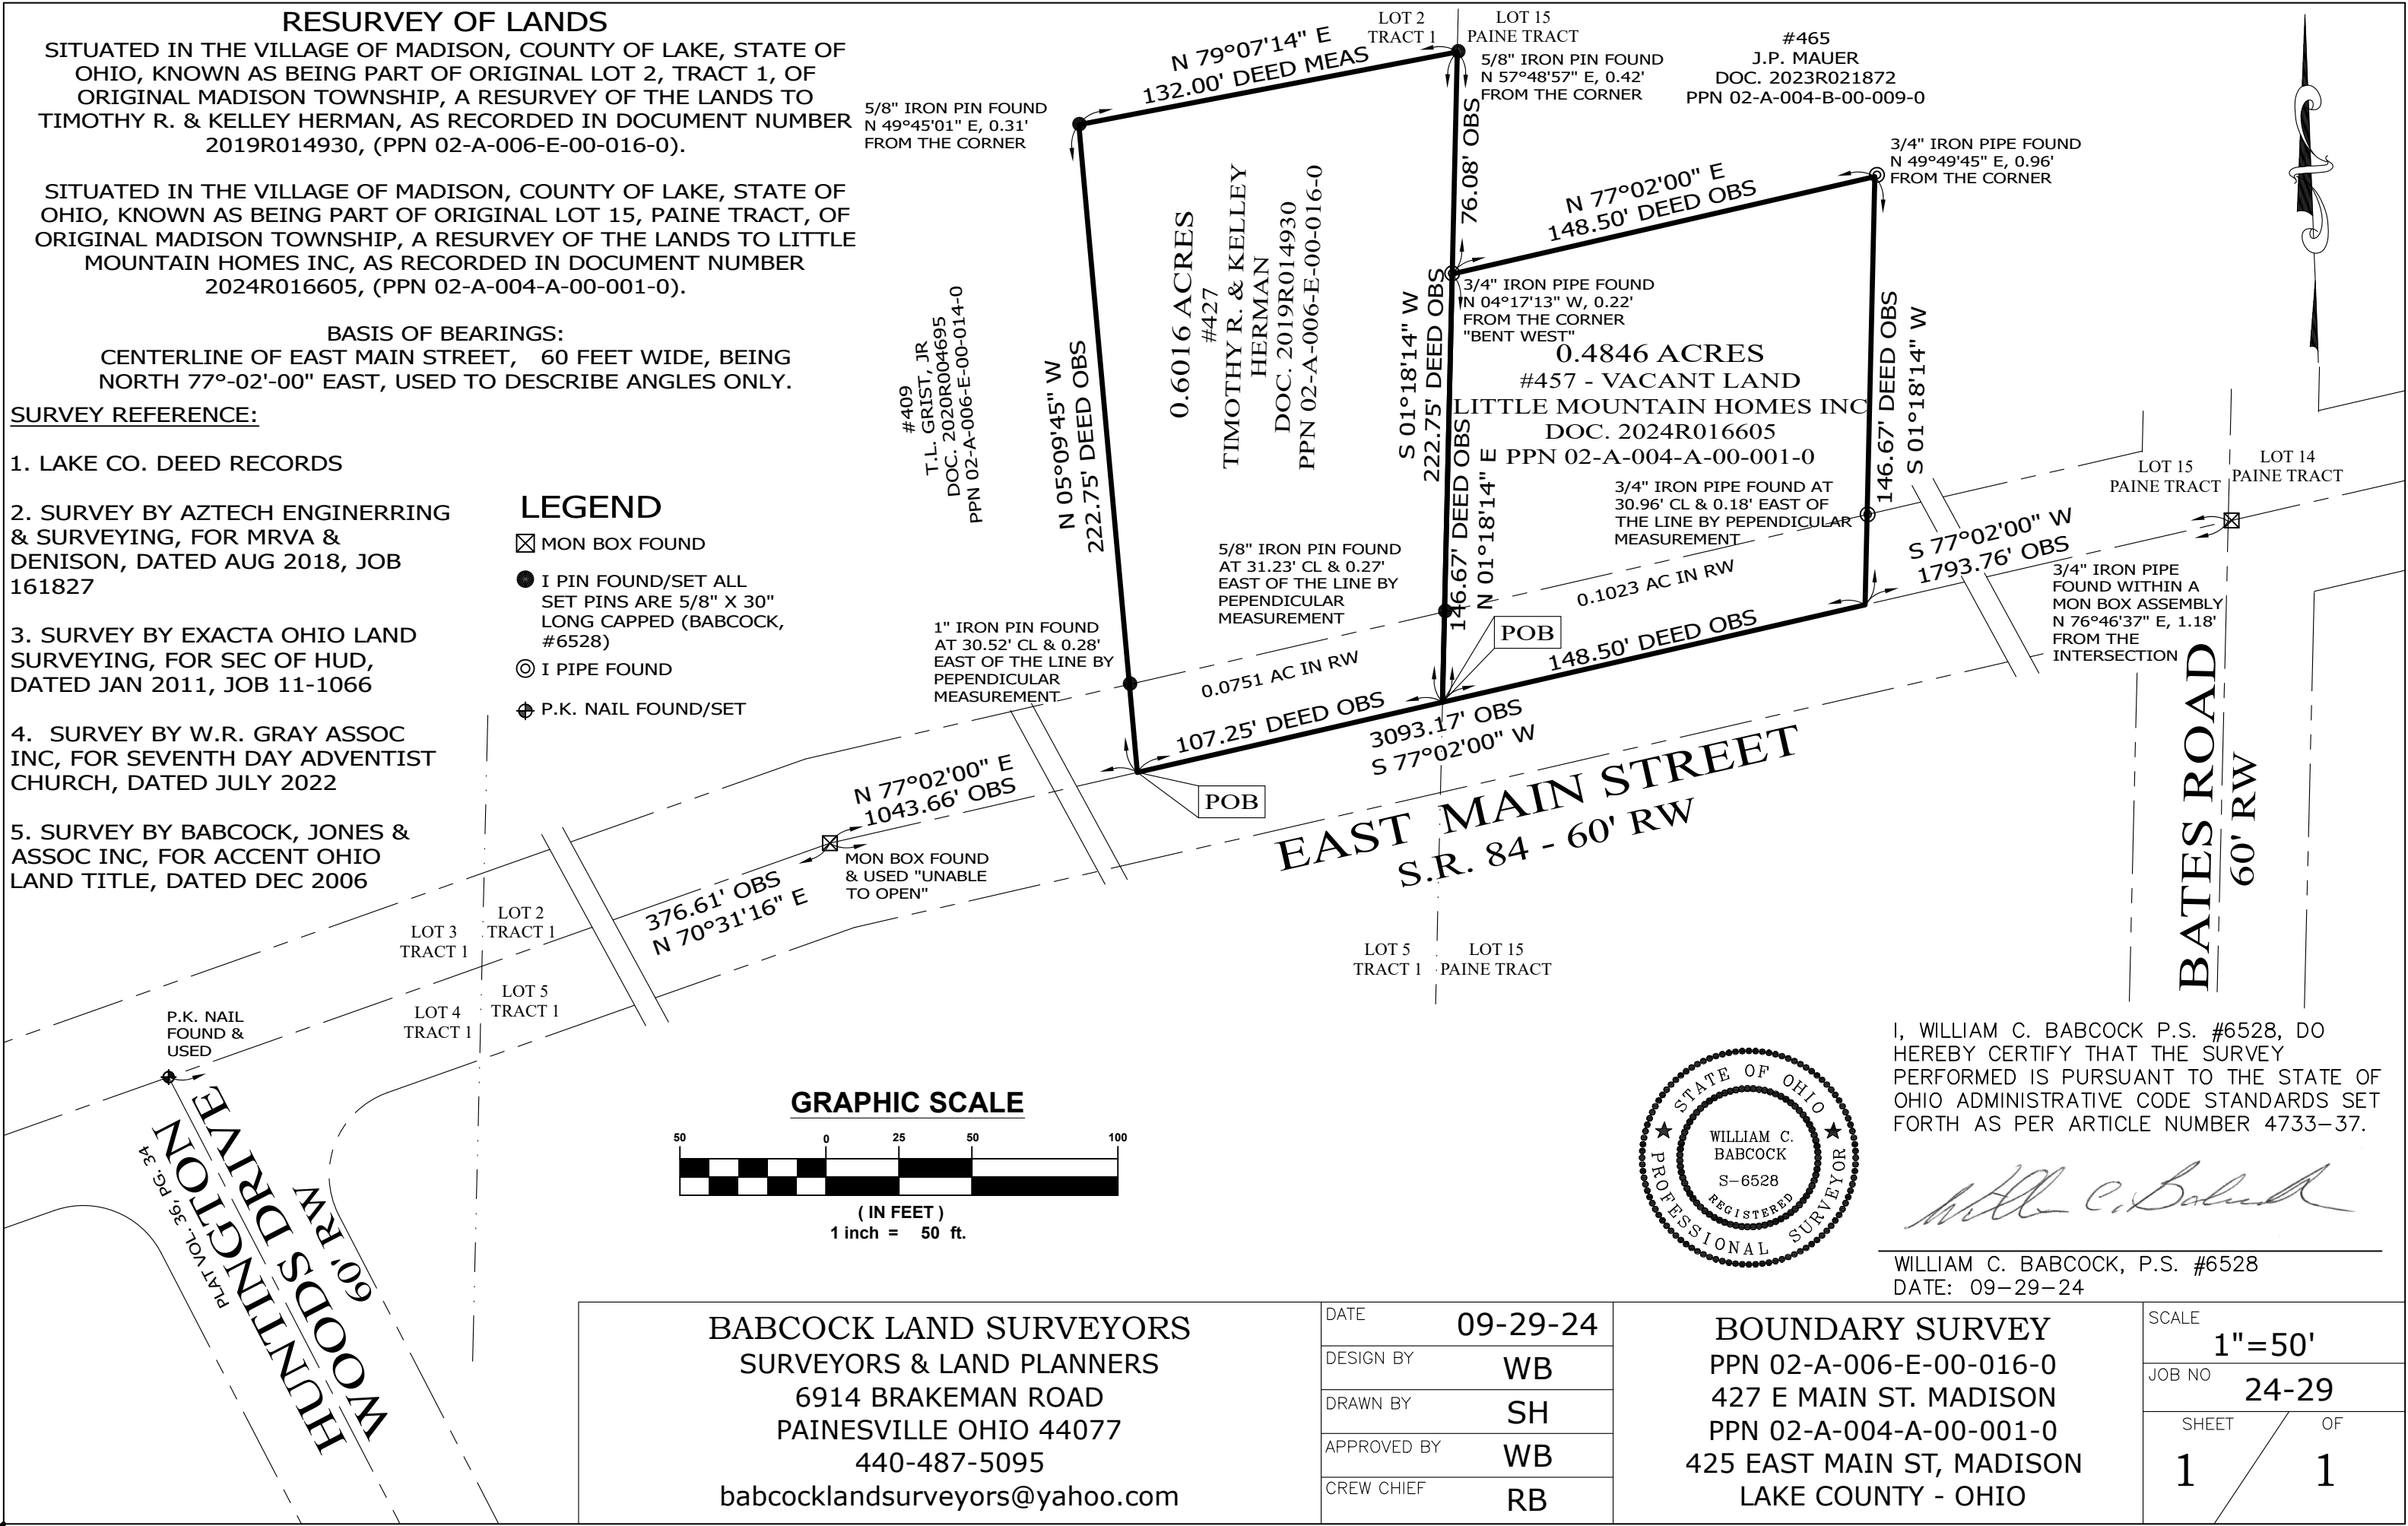 RESURVEY OF LANDS
SITUATED IN THE VILLAGE OF MADISON, COUNTY OF LAKE, STATE OF
OHIO, KNOWN AS BEING PART OF ORIGINAL LOT 2, TRACT 1, OF
ORIGINAL MADISON TOWNSHIP, A RESURVEY OF THE LANDS TO
TIMOTHY R. & KELLEY HERMAN, AS RECORDED IN DOCUMENT NUMBER
2019R014930, (PPN 02-A-006-E-00-016-0).
SITUATED IN THE VILLAGE OF MADISON, COUNTY OF LAKE, STATE OF
OHIO, KNOWN AS BEING PART OF ORIGINAL LOT 15, PAINE TRACT, OF
ORIGINAL MADISON TOWNSHIP, A RESURVEY OF THE LANDS TO LITTLE
MOUNTAIN HOMES INC, AS RECORDED IN DOCUMENT NUMBER
2024R016605, (PPN 02-A-004-A-00-001-0).
BASIS OF BEARINGS:
CENTERLINE OF EAST MAIN STREET, 60 FEET WIDE, BEING
NORTH 77°-02'-00" EAST, USED TO DESCRIBE ANGLES ONLY.
SURVEY REFERENCE:
1. LAKE CO. DEED RECORDS
2. SURVEY BY AZTECH ENGINERRING
& SURVEYING, FOR MRVA &
DENISON, DATED AUG 2018, JOB
161827
3. SURVEY BY EXACTA OHIO LAND
SURVEYING, FOR SEC OF HUD,
DATED JAN 2011, JOB 11-1066
4. SURVEY BY W.R. GRAY ASSOC
INC, FOR SEVENTH DAY ADVENTIST
CHURCH, DATED JULY 2022
5. SURVEY BY BABCOCK, JONES &
ASSOC INC, FOR ACCENT OHIO
LAND TITLE, DATED DEC 2006
LEGEND
MON BOX FOUND
I PIN FOUND/SET ALL
SET PINS ARE 5/8" X 30"
LONG CAPPED (BABCOCK,
#6528)
I PIPE FOUND
P.K. NAIL FOUND/SET
5/8" IRON PIN FOUND
N 49°45'01" E, 0.31'
FROM THE CORNER
N 79°07'14" E
132.00' DEED MEAS
LOT 2
TRACT 1
LOT 15
PAINE TRACT
5/8" IRON PIN FOUND
N 57°48'57" E, 0.42'
FROM THE CORNER
#465
J.P. MAUER
DOC. 2023R021872
PPN 02-A-004-B-00-009-0
3/4" IRON PIPE FOUND
N 49°49'45" E, 0.96'
FROM THE CORNER
76.08' OBS
N 77°02'00" E
148.50' DEED OBS
#409
T.L. GRIST, JR
DOC. 2020R004695
PPN 02-A-006-E-00-014-0
N 05°09'45" W
222.75' DEED OBS
0.6016 ACRES
#427
TIMOTHY R. & KELLEY
HERMAN
DOC. 2019R014930
PPN 02-A-006-E-00-016-0
S 01°18'14" W
222.75' DEED OBS
3/4" IRON PIPE FOUND
N 04°17'13" W, 0.22'
FROM THE CORNER
"BENT WEST"
0.4846 ACRES
#457 - VACANT LAND
LITTLE MOUNTAIN HOMES INC
DOC. 2024R016605
PPN 02-A-004-A-00-001-0
146.67' DEED OBS
N 01°18'14" E
146.67' DEED OBS
S 01°18'14" W
3/4" IRON PIPE FOUND AT
30.96' CL & 0.18' EAST OF
THE LINE BY PEPENDICULAR
MEASUREMENT
5/8" IRON PIN FOUND
AT 31.23' CL & 0.27'
EAST OF THE LINE BY
PEPENDICULAR
MEASUREMENT
1" IRON PIN FOUND
AT 30.52' CL & 0.28'
EAST OF THE LINE BY
PEPENDICULAR
MEASUREMENT
0.0751 AC IN RW
0.1023 AC IN RW
POB
148.50' DEED OBS
107.25' DEED OBS
3093.17' OBS
S 77°02'00" W
POB
LOT 15
PAINE TRACT
LOT 14
PAINE TRACT
S 77°02'00" W
1793.76' OBS
3/4" IRON PIPE
FOUND WITHIN A
MON BOX ASSEMBLY
N 76°46'37" E, 1.18'
FROM THE
INTERSECTION
N 77°02'00" E
1043.66' OBS
MON BOX FOUND
& USED "UNABLE
TO OPEN"
376.61' OBS
N 70°31'16" E
EAST MAIN STREET
S.R. 84 - 60' RW
BATES ROAD
60' RW
LOT 3
TRACT 1
LOT 2
TRACT 1
LOT 4
TRACT 1
LOT 5
TRACT 1
LOT 5
TRACT 1
LOT 15
PAINE TRACT
P.K. NAIL
FOUND &
USED
PLAT VOL. 36, PG. 34
HUNTINGTON
WOODS DRIVE
60' RW
GRAPHIC SCALE
50 0 25 50 100
( IN FEET )
1 inch = 50 ft.
STATE OF OHIO
WILLIAM C.
BABCOCK
S-6528
REGISTERED
PROFESSIONAL SURVEYOR
I, WILLIAM C. BABCOCK P.S. #6528, DO
HEREBY CERTIFY THAT THE SURVEY
PERFORMED IS PURSUANT TO THE STATE OF
OHIO ADMINISTRATIVE CODE STANDARDS SET
FORTH AS PER ARTICLE NUMBER 4733-37.
WILLIAM C. BABCOCK, P.S. #6528
DATE: 09-29-24
BABCOCK LAND SURVEYORS
SURVEYORS & LAND PLANNERS
6914 BRAKEMAN ROAD
PAINESVILLE OHIO 44077
440-487-5095
babcocklandsurveyors@yahoo.com
DATE 09-29-24
DESIGN BY WB
DRAWN BY SH
APPROVED BY WB
CREW CHIEF RB
BOUNDARY SURVEY
PPN 02-A-006-E-00-016-0
427 E MAIN ST. MADISON
PPN 02-A-004-A-00-001-0
425 EAST MAIN ST, MADISON
LAKE COUNTY - OHIO
SCALE
1"=50'
JOB NO
24-29
SHEET OF
1 1